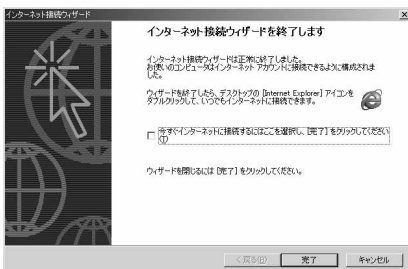 インターネット接続ウィザード
インターネット接続ウィザードを終了します
インターネット接続ウィザードは正常に終了しました。
お使いのコンピュータはインターネット アカウントに接続できるように構成されま
した。
ウィザードを終了したら、デスクトップの [Internet Explorer] アイコンを
ダブルクリックして、いつでもインターネットに接続できます。
今すぐインターネットに接続するにはここを選択し、[完了] をクリックしてください
(I)
ウィザードを閉じるには [完了] をクリックしてください。
< 戻る(B)
完了
キャンセル